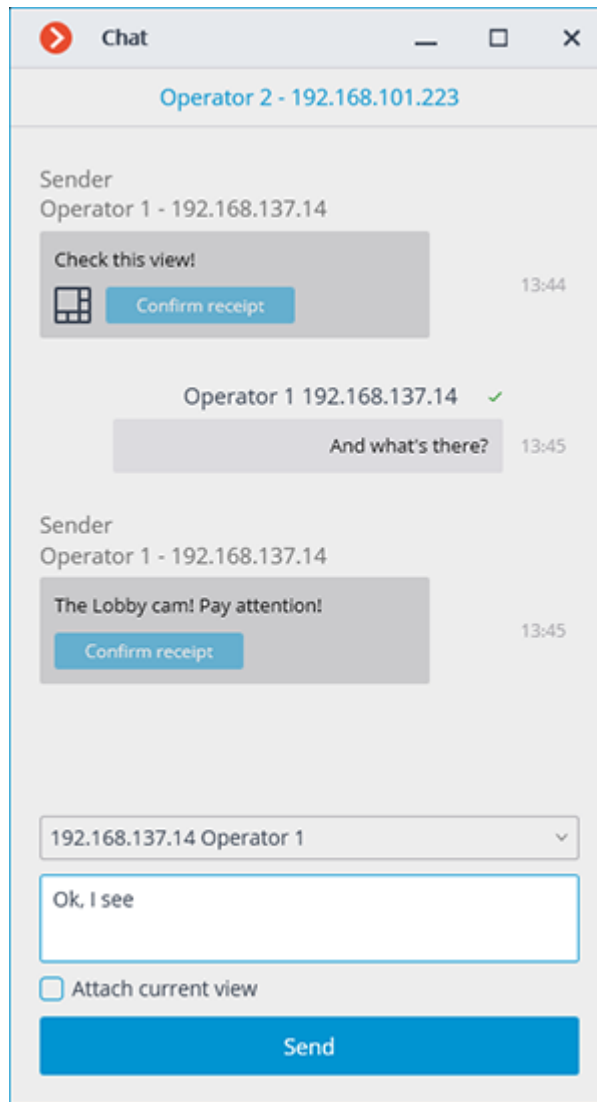 Chat
Operator 2 - 192.168.101.223
Sender
Operator 1 - 192.168.137.14
Check this view!
13:44
Confirm receipt
Operator 1 192.168.137.14
And what's there?
13:45
Sender
Operator 1 - 192.168.137.14
The Lobby cam! Pay attention!
13:45
Confirm receipt
192.168.137.14 Operator 1
Ok, I see
Attach current view
Send